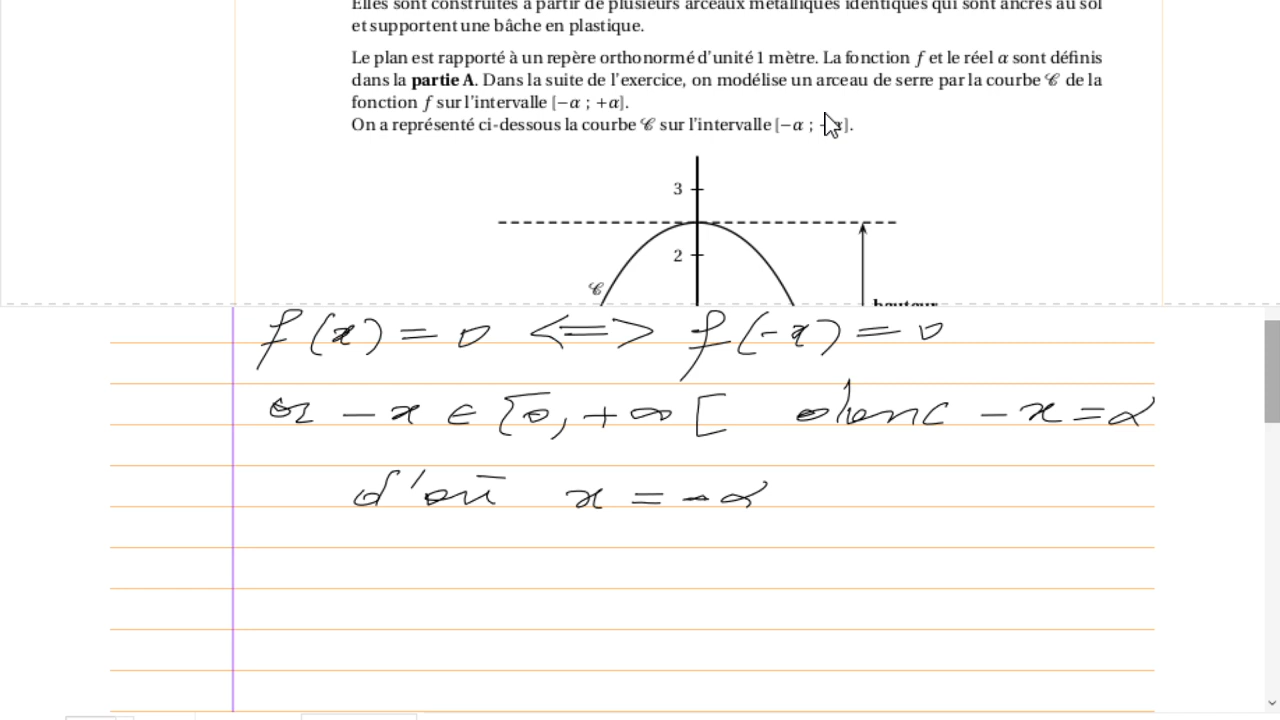 Elles sont construites à partir de plusieurs arceaux métalliques identiques qui sont ancrés au sol
et supportent une bâche en plastique.
Le plan est rapporté à un repère orthonormé d'unité 1 mètre. La fonction f et le réel α sont définis
dans la partie A. Dans la suite de l'exercice, on modélise un arceau de serre par la courbe 𝒞 de la
fonction f sur l'intervalle [−α ; +α].
On a représenté ci-dessous la courbe 𝒞 sur l'intervalle [−α ; +α].
3
2
𝒞
hauteur
f(x) = 0 <=> f(-x) = 0
or -x ∈ [0, +∞[ donc -x = α
d'où x = -α